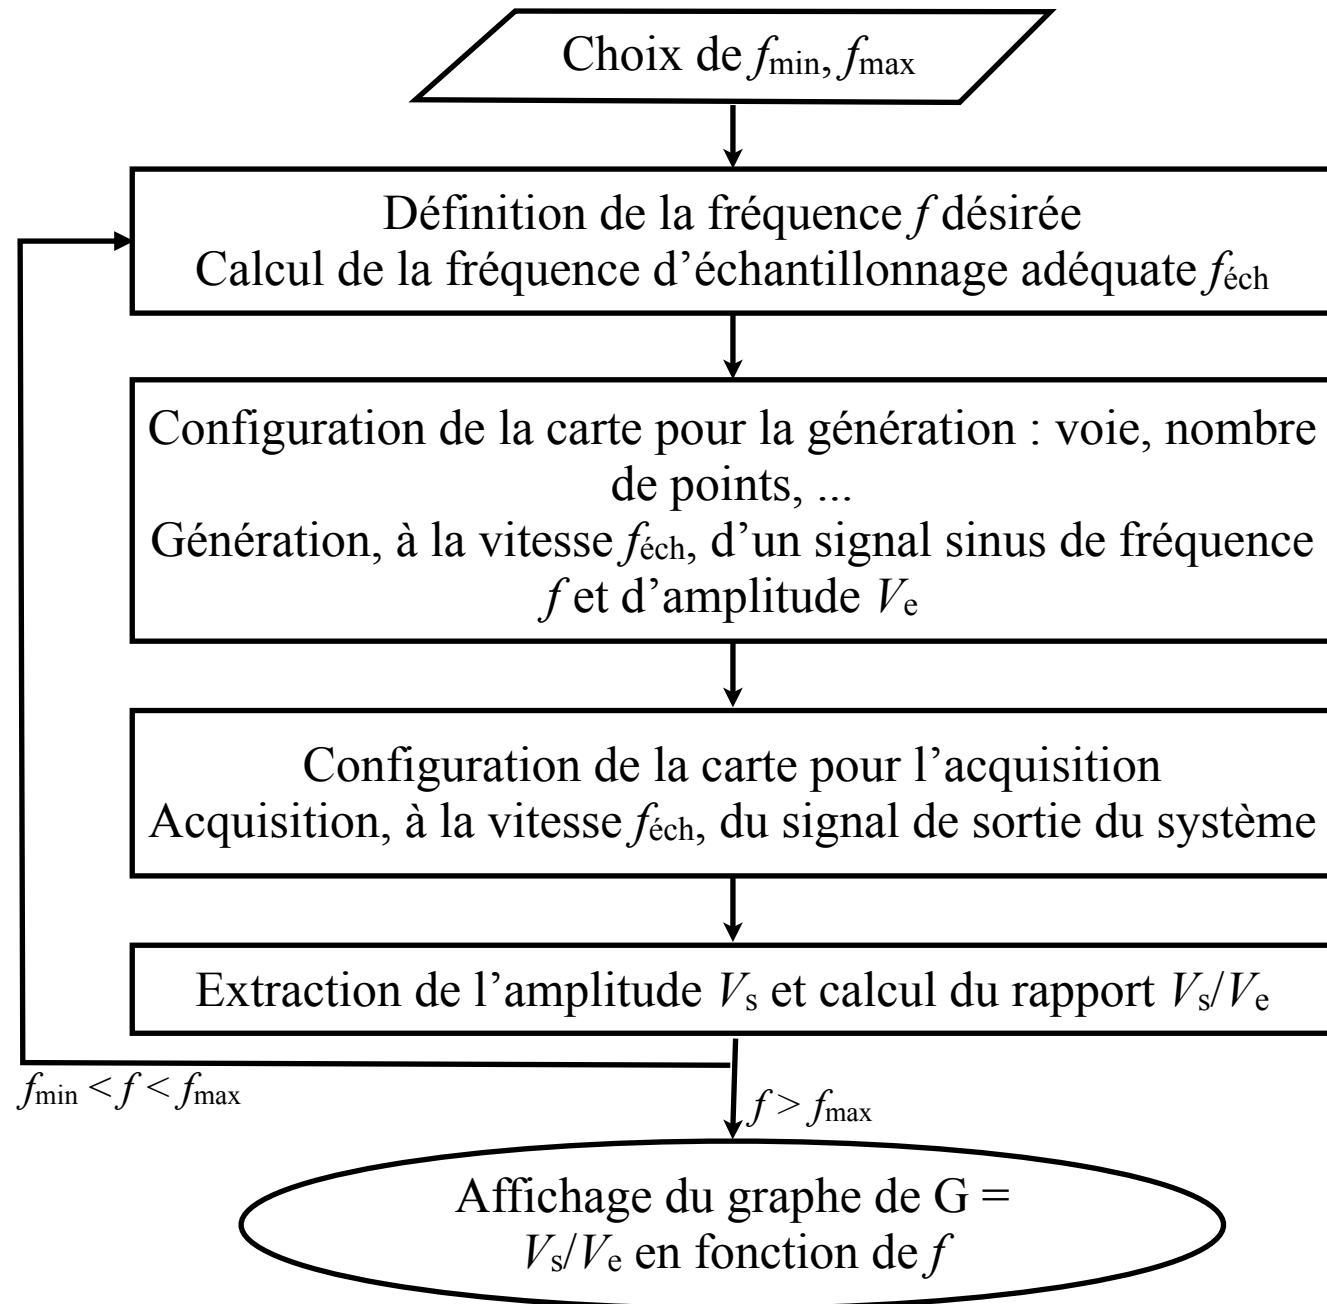 Choix de fmin, fmax
Définition de la fréquence f désirée
Calcul de la fréquence d’échantillonnage adéquate féch
Configuration de la carte pour la génération : voie, nombre
de points, ...
Génération, à la vitesse féch, d’un signal sinus de fréquence
f et d’amplitude Ve
Configuration de la carte pour l’acquisition
Acquisition, à la vitesse féch, du signal de sortie du système
Extraction de l’amplitude Vs et calcul du rapport Vs/Ve
fmin < f < fmax
f > fmax
Affichage du graphe de G =
Vs/Ve en fonction de f